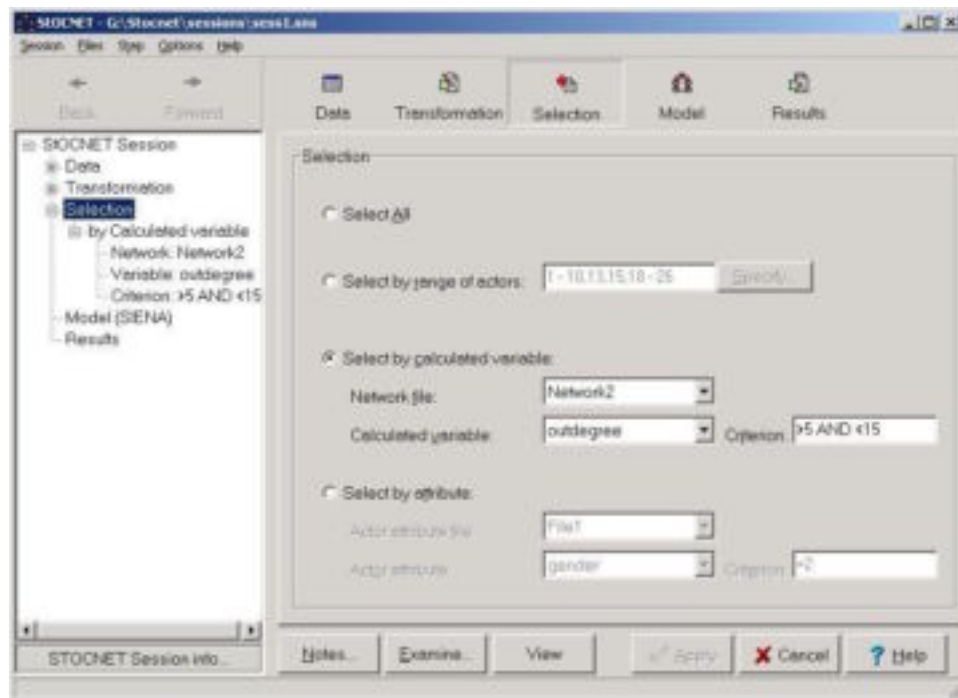 StOCNET - G:\Stocnet\sessions\sess1.sns
Session Files Step Options Help
Back Forward
Data Transformation Selection Model Results
StOCNET Session
Data
Transformation
Selection
by Calculated variable
Network: Network2
Variable: outdegree
Criterion: >5 AND <15
Model (SIENA)
Results
STOCNET Session info...
Selection
Select All
Select by range of actors: 1 - 10,13,15,18 - 26 Specify...
Select by calculated variable:
Network file: Network2
Calculated variable: outdegree Criterion: >5 AND <15
Select by attribute:
Actor attribute file: File1
Actor attribute: gender Criterion: =2
Notes... Examine... View Apply Cancel Help